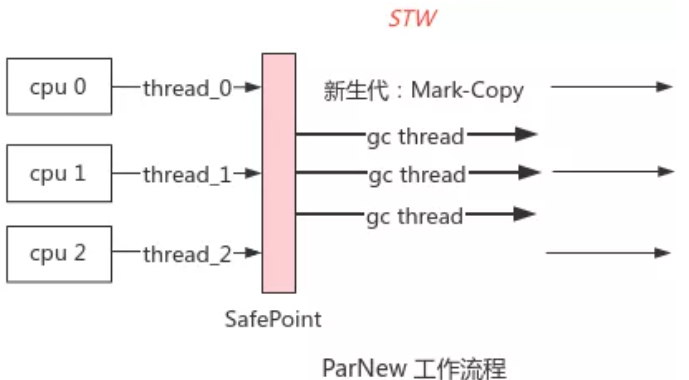 STW
cpu 0
thread_0
新生代：Mark-Copy
gc thread
cpu 1
thread_1
gc thread
gc thread
cpu 2
thread_2
SafePoint
ParNew 工作流程